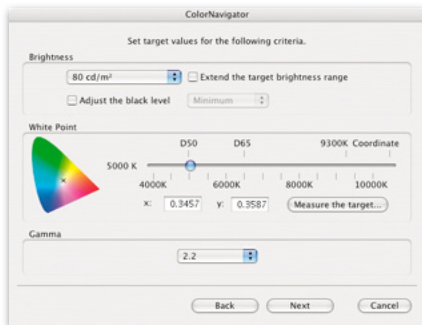 ColorNavigator
Set target values for the following criteria.
Brightness
80 cd/m²
Extend the target brightness range
Adjust the black level
Minimum
White Point
D50 D65 9300K Coordinate
5000 K
4000K 6000K 8000K 10000K
x: 0.3457 y: 0.3587 Measure the target...
Gamma
2.2
Back Next Cancel